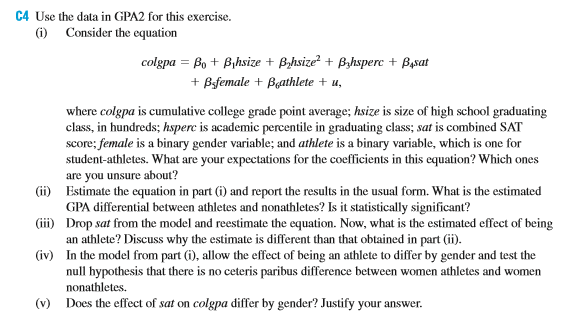 C4 Use the data in GPA2 for this exercise.
(i) Consider the equation
colgpa = β₀ + β₁hsize + β₂hsize² + β₃hsperc + β₄sat
+ β₅female + β₆athlete + u,
where colgpa is cumulative college grade point average; hsize is size of high school graduating
class, in hundreds; hsperc is academic percentile in graduating class; sat is combined SAT
score; female is a binary gender variable; and athlete is a binary variable, which is one for
student-athletes. What are your expectations for the coefficients in this equation? Which ones
are you unsure about?
(ii) Estimate the equation in part (i) and report the results in the usual form. What is the estimated
GPA differential between athletes and nonathletes? Is it statistically significant?
(iii) Drop sat from the model and reestimate the equation. Now, what is the estimated effect of being
an athlete? Discuss why the estimate is different than that obtained in part (ii).
(iv) In the model from part (i), allow the effect of being an athlete to differ by gender and test the
null hypothesis that there is no ceteris paribus difference between women athletes and women
nonathletes.
(v) Does the effect of sat on colgpa differ by gender? Justify your answer.